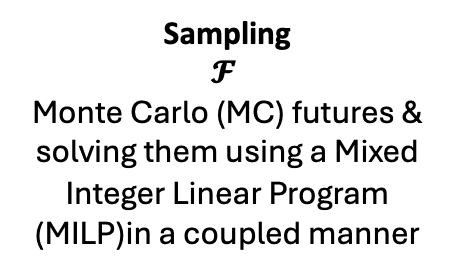 Sampling
ℱ
Monte Carlo (MC) futures &
solving them using a Mixed
Integer Linear Program
(MILP)in a coupled manner